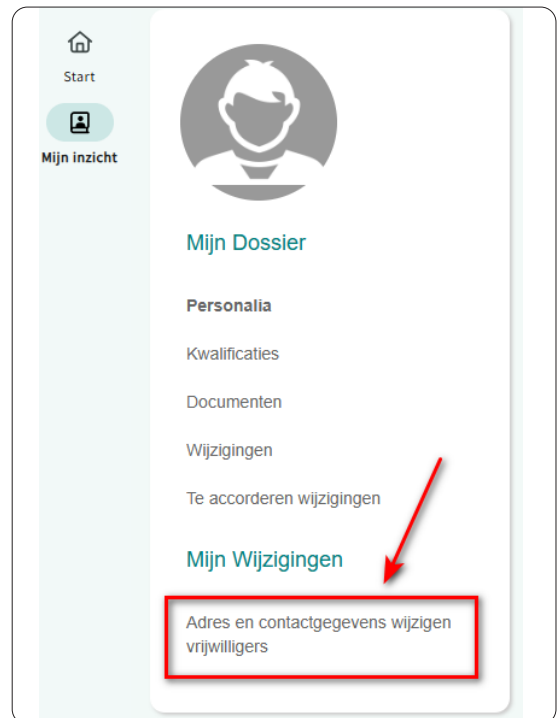 Start
Mijn inzicht
Mijn Dossier
Personalia
Kwalificaties
Documenten
Wijzigingen
Te accorderen wijzigingen
Mijn Wijzigingen
Adres en contactgegevens wijzigen
vrijwilligers